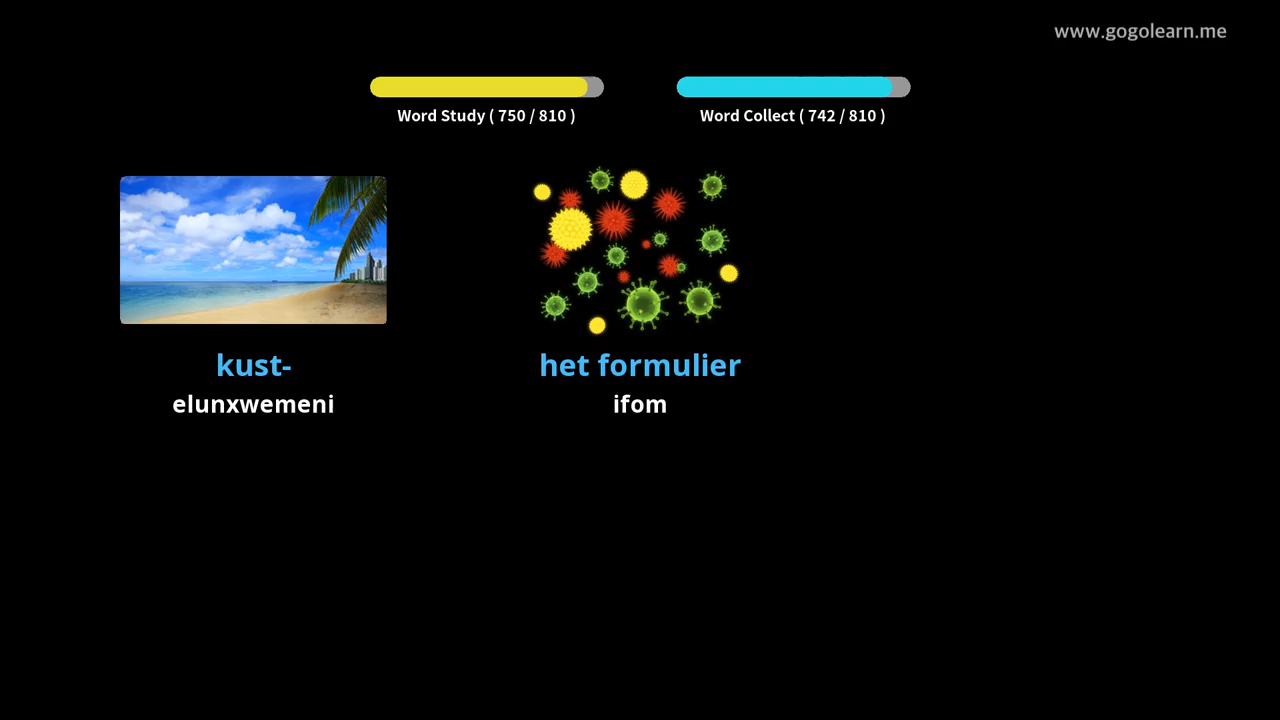 www.gogolearn.me
Word Study ( 750 / 810 )
Word Collect ( 742 / 810 )
kust-
elunxwemeni
het formulier
ifom